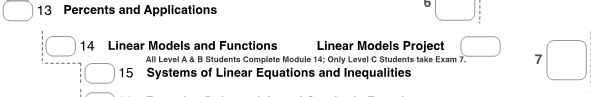 6
13 Percents and Applications
14 Linear Models and Functions Linear Models Project
All Level A & B Students Complete Module 14; Only Level C Students take Exam 7.
7
15 Systems of Linear Equations and Inequalities